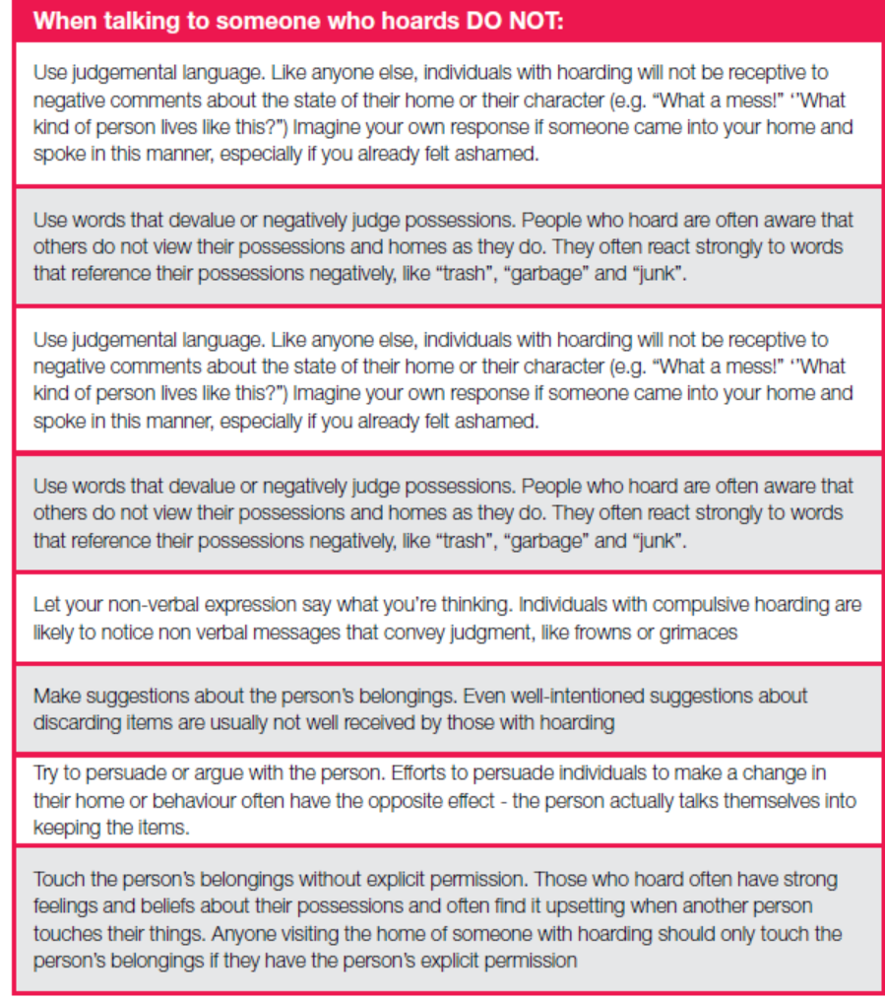 When talking to someone who hoards DO NOT:
Use judgemental language. Like anyone else, individuals with hoarding will not be receptive to
negative comments about the state of their home or their character (e.g. “What a mess!” ‘’What
kind of person lives like this?”) Imagine your own response if someone came into your home and
spoke in this manner, especially if you already felt ashamed.
Use words that devalue or negatively judge possessions. People who hoard are often aware that
others do not view their possessions and homes as they do. They often react strongly to words
that reference their possessions negatively, like “trash”, “garbage” and “junk”.
Use judgemental language. Like anyone else, individuals with hoarding will not be receptive to
negative comments about the state of their home or their character (e.g. “What a mess!” ‘’What
kind of person lives like this?”) Imagine your own response if someone came into your home and
spoke in this manner, especially if you already felt ashamed.
Use words that devalue or negatively judge possessions. People who hoard are often aware that
others do not view their possessions and homes as they do. They often react strongly to words
that reference their possessions negatively, like “trash”, “garbage” and “junk”.
Let your non-verbal expression say what you’re thinking. Individuals with compulsive hoarding are
likely to notice non verbal messages that convey judgment, like frowns or grimaces
Make suggestions about the person’s belongings. Even well-intentioned suggestions about
discarding items are usually not well received by those with hoarding
Try to persuade or argue with the person. Efforts to persuade individuals to make a change in
their home or behaviour often have the opposite effect - the person actually talks themselves into
keeping the items.
Touch the person’s belongings without explicit permission. Those who hoard often have strong
feelings and beliefs about their possessions and often find it upsetting when another person
touches their things. Anyone visiting the home of someone with hoarding should only touch the
person’s belongings if they have the person’s explicit permission